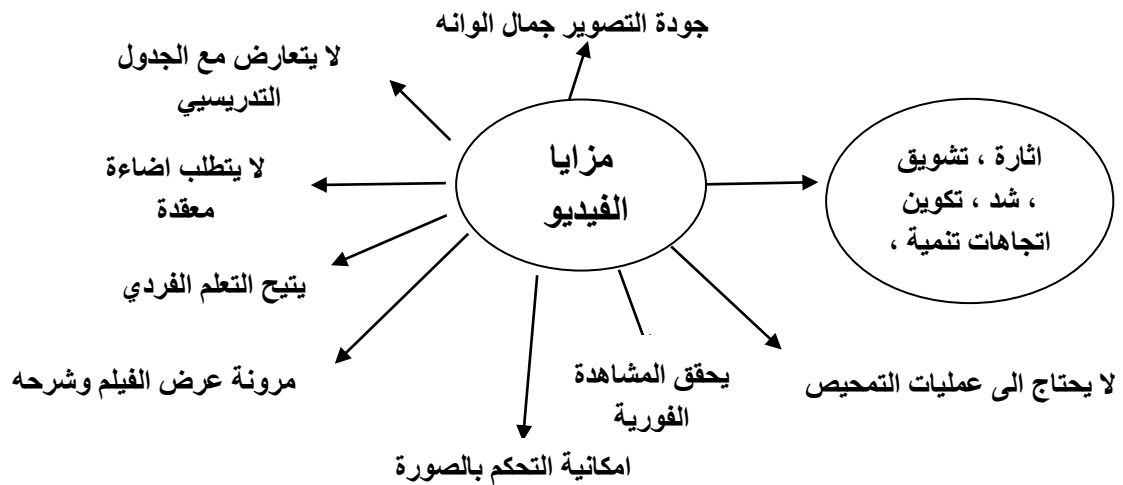 جودة التصوير جمال الوانه
لا يتعارض مع الجدول
التدريسيي
مزايا
الفيديو
اثارة ، تشويق
، شد ، تكوين
اتجاهات تنمية ،
لا يتطلب اضاءة
معقدة
يتيح التعلم الفردي
مرونة عرض الفيلم وشرحه
يحقق المشاهدة
الفورية
لا يحتاج الى عمليات التمحيص
امكانية التحكم بالصورة